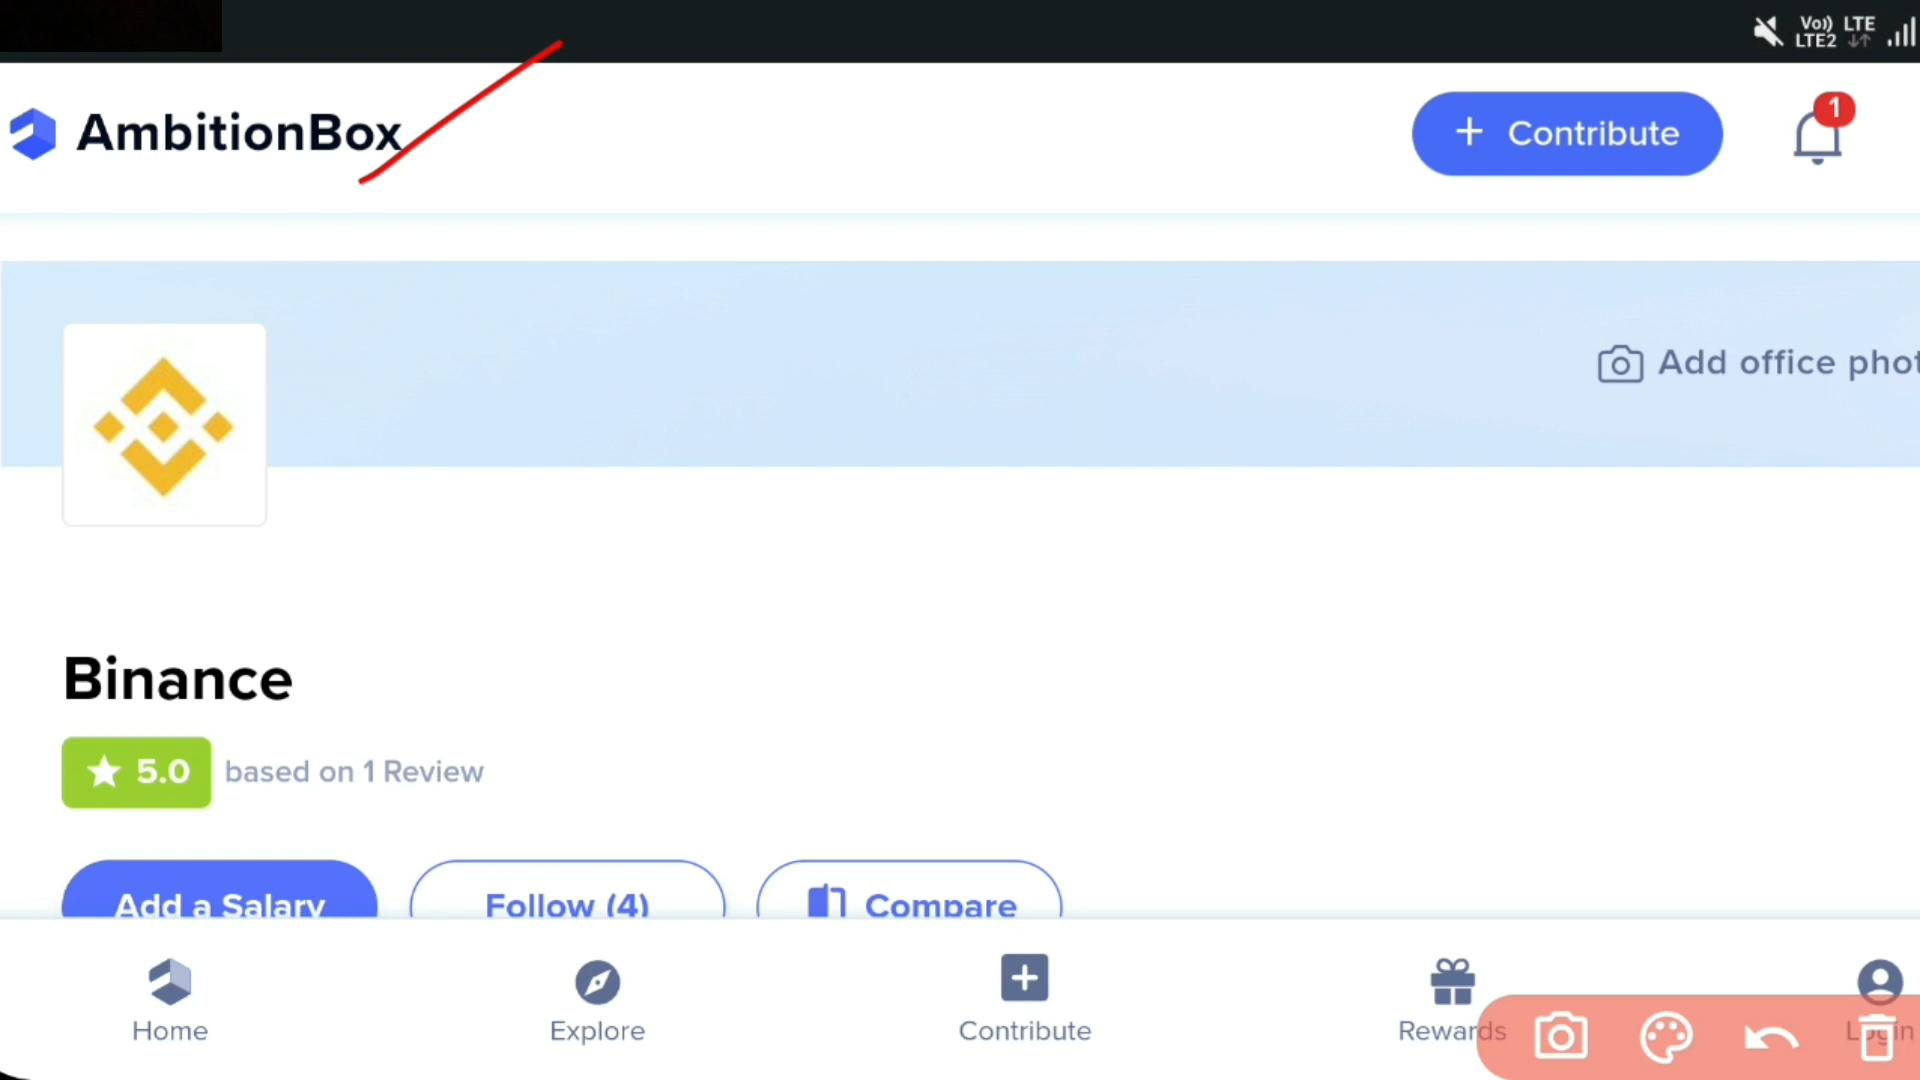 Vo)) LTE
LTE2
AmbitionBox
+ Contribute
1
Add office phot
Binance
5.0 based on 1 Review
Add a Salary
Follow (4)
Compare
Home
Explore
Contribute
Rewards
Login